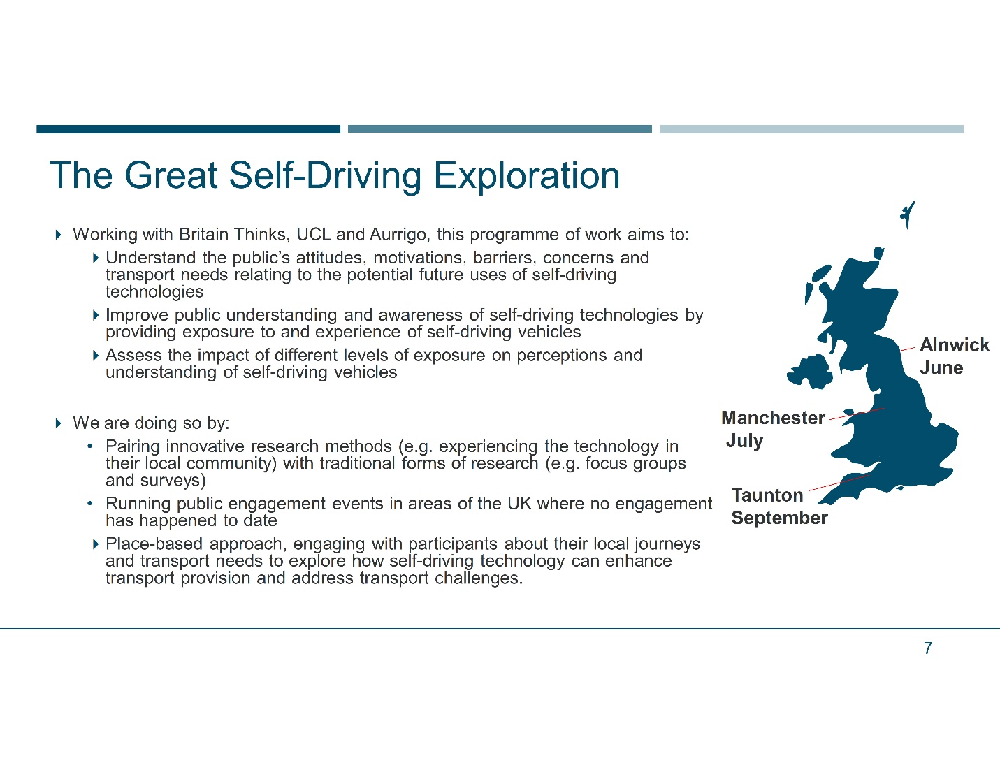 The Great Self-Driving Exploration
Working with Britain Thinks, UCL and Aurrigo, this programme of work aims to:
Understand the public’s attitudes, motivations, barriers, concerns and
transport needs relating to the potential future uses of self-driving
technologies
Improve public understanding and awareness of self-driving technologies by
providing exposure to and experience of self-driving vehicles
Assess the impact of different levels of exposure on perceptions and
understanding of self-driving vehicles
We are doing so by:
• Pairing innovative research methods (e.g. experiencing the technology in
their local community) with traditional forms of research (e.g. focus groups
and surveys)
• Running public engagement events in areas of the UK where no engagement
has happened to date
Place-based approach, engaging with participants about their local journeys
and transport needs to explore how self-driving technology can enhance
transport provision and address transport challenges.
Alnwick
June
Manchester
July
Taunton
September
7